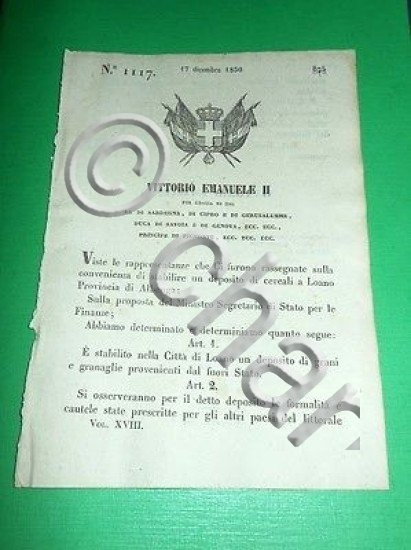 N.° 1117.
17 dicembre 1850
VITTORIO EMANUELE II
PER GRAZIA DI DIO
RE DI SARDEGNA, DI CIPRO E DI GERUSALEMME,
DUCA DI SAVOIA E DI GENOVA, ECC. ECC.,
PRINCIPE DI PIEMONTE, ECC. ECC. ECC.
Viste le rappresentanze che Ci furono rassegnate sulla
convenienza di stabilire un deposito di cereali a Loano
Provincia di
Sulla proposta del Ministro Segretario di Stato per le
Finanze;
Abbiamo determinato e determiniamo quanto segue:
Art. 1.
È stabilito nella Città di Loano un deposito di grani
e granaglie provenienti dal fuori Stato.
Art. 2.
Si osserveranno per il detto deposito le formalità e
cautele state prescritte per gli altri paesi del littorale
Vol. XVIII.